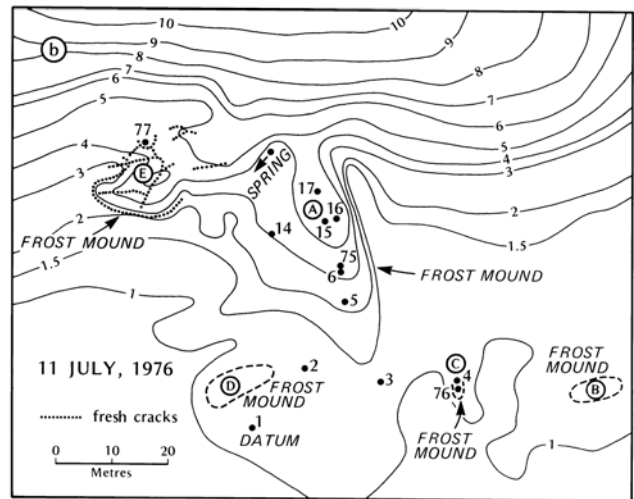 10
10
9
9
b
8
8
7
7
6
6
5
5
77
4
4
3
3
E
SPRING
17
A
16
15
2
2
14
1.5
FROST MOUND
1.5
75
6
FROST MOUND
5
1
11 JULY, 1976
2
C
4
FROST
MOUND
D
FROST
MOUND
3
76
B
fresh cracks
1
DATUM
FROST
MOUND
1
0 10 20
Metres